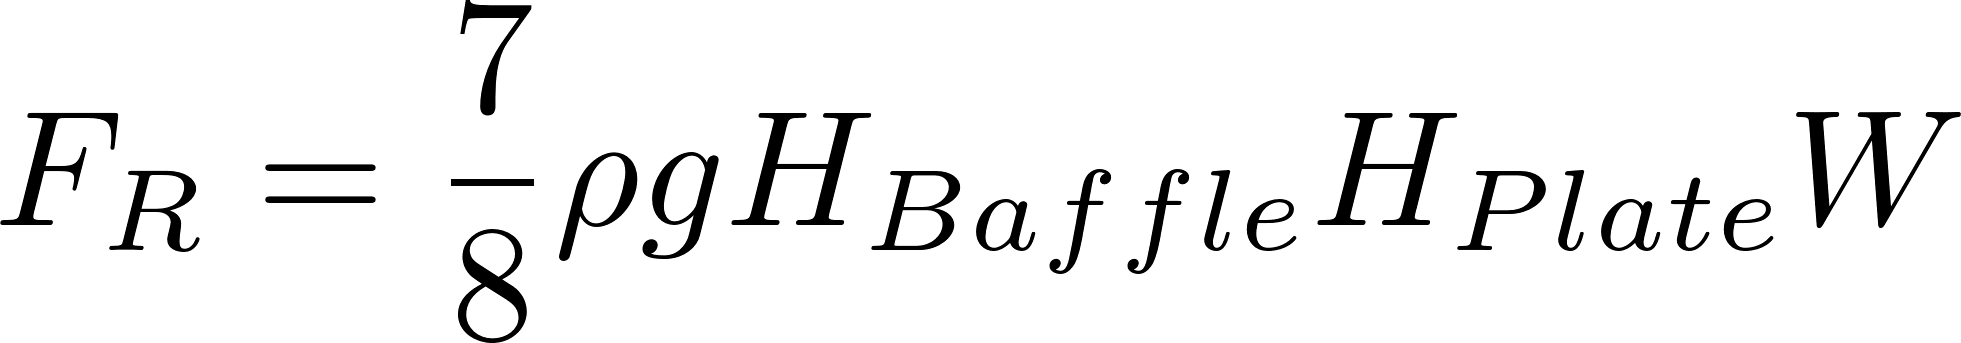 F_R = \frac{7}{8} \rho g H_{Baffle} H_{Plate} W